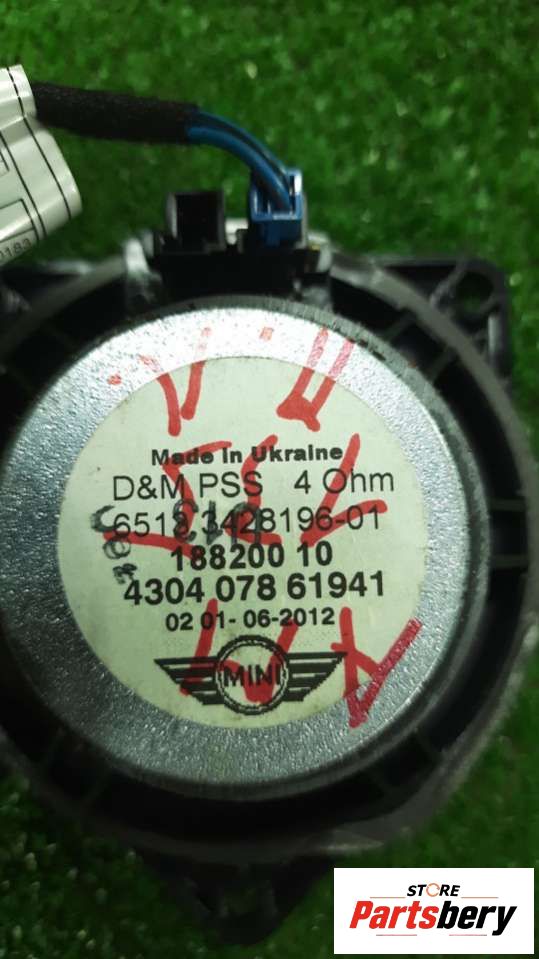 0183
Made in Ukraine
D&M PSS 4 Ohm
6513 3428196-01
188200 10
4304 078 61941
02 01-06-2012
MINI
STORE
Partsbery